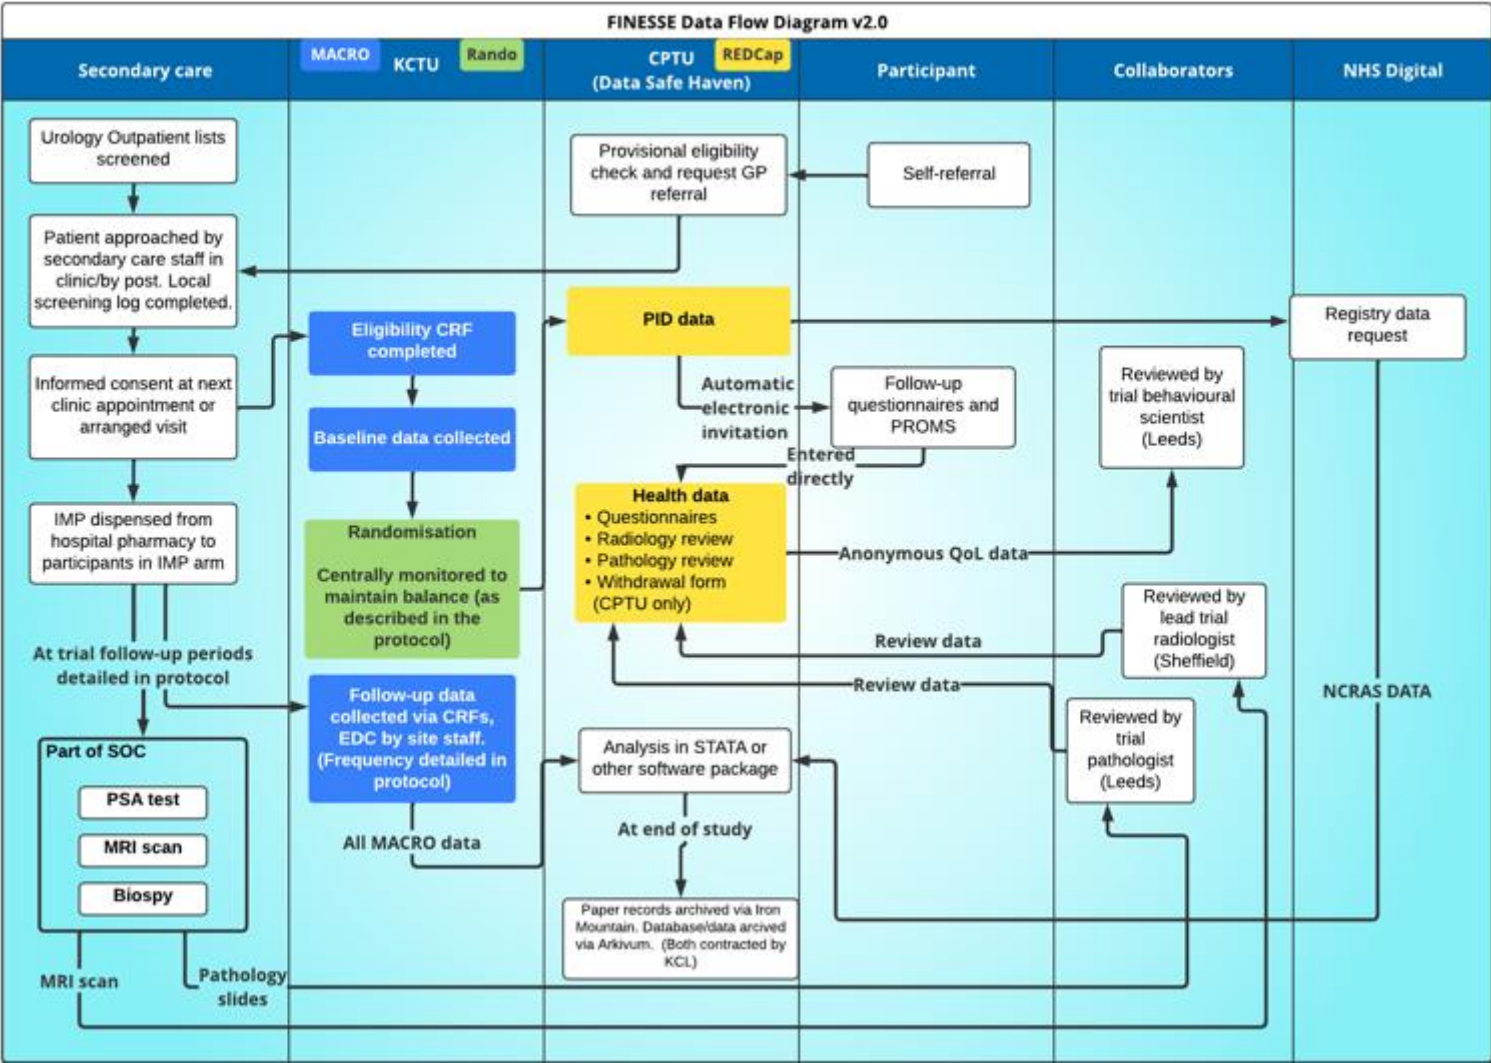 FINESSE Data Flow Diagram v2.0
Secondary care
MACRO
KCTU
Rando
CPTU
(Data Safe Haven)
REDCap
Participant
Collaborators
NHS Digital
Urology Outpatient lists
screened
Patient approached by
secondary care staff in
clinic/by post. Local
screening log completed.
Informed consent at next
clinic appointment or
arranged visit
IMP dispensed from
hospital pharmacy to
participants in IMP arm
At trial follow-up periods
detailed in protocol
Part of SOC
PSA test
MRI scan
Biospy
MRI scan
Pathology
slides
Eligibility CRF
completed
Baseline data collected
Randomisation
Centrally monitored to
maintain balance (as
described in the
protocol)
Follow-up data
collected via CRFs,
EDC by site staff.
(Frequency detailed in
protocol)
All MACRO data
Provisional eligibility
check and request GP
referral
PID data
Automatic
electronic
invitation
Entered
directly
Health data
• Questionnaires
• Radiology review
• Pathology review
• Withdrawal form
(CPTU only)
Analysis in STATA or
other software package
At end of study
Paper records archived via Iron
Mountain. Database/data arcived
via Arkivum. (Both contracted by
KCL)
Self-referral
Follow-up
questionnaires and
PROMS
Anonymous QoL data
Review data
Review data
Reviewed by
trial behavioural
scientist
(Leeds)
Reviewed by
lead trial
radiologist
(Sheffield)
Reviewed by
trial
pathologist
(Leeds)
Registry data
request
NCRAS DATA